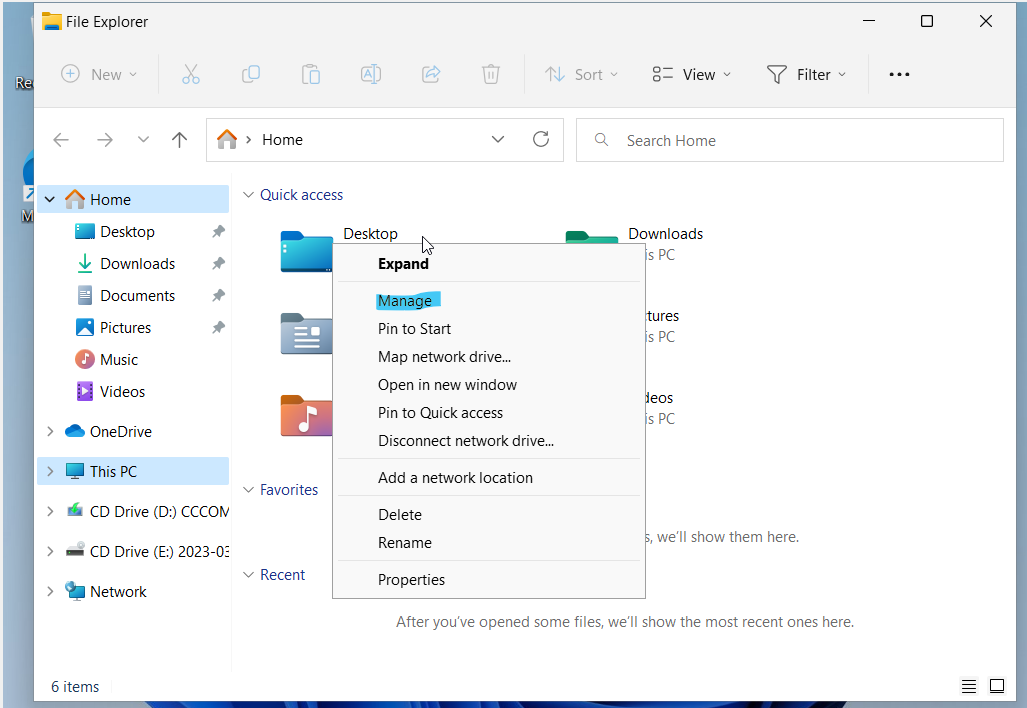 File Explorer
New
Sort
View
Filter
Home
Search Home
Home
Desktop
Downloads
Documents
Pictures
Music
Videos
OneDrive
This PC
CD Drive (D:) CCCOM
CD Drive (E:) 2023-03
Network
Quick access
Desktop
Downloads
is PC
tures
is PC
deos
is PC
Expand
Manage
Pin to Start
Map network drive...
Open in new window
Pin to Quick access
Disconnect network drive...
Add a network location
Delete
Rename
Properties
Favorites
s, we'll show them here.
Recent
After you've opened some files, we'll show the most recent ones here.
6 items